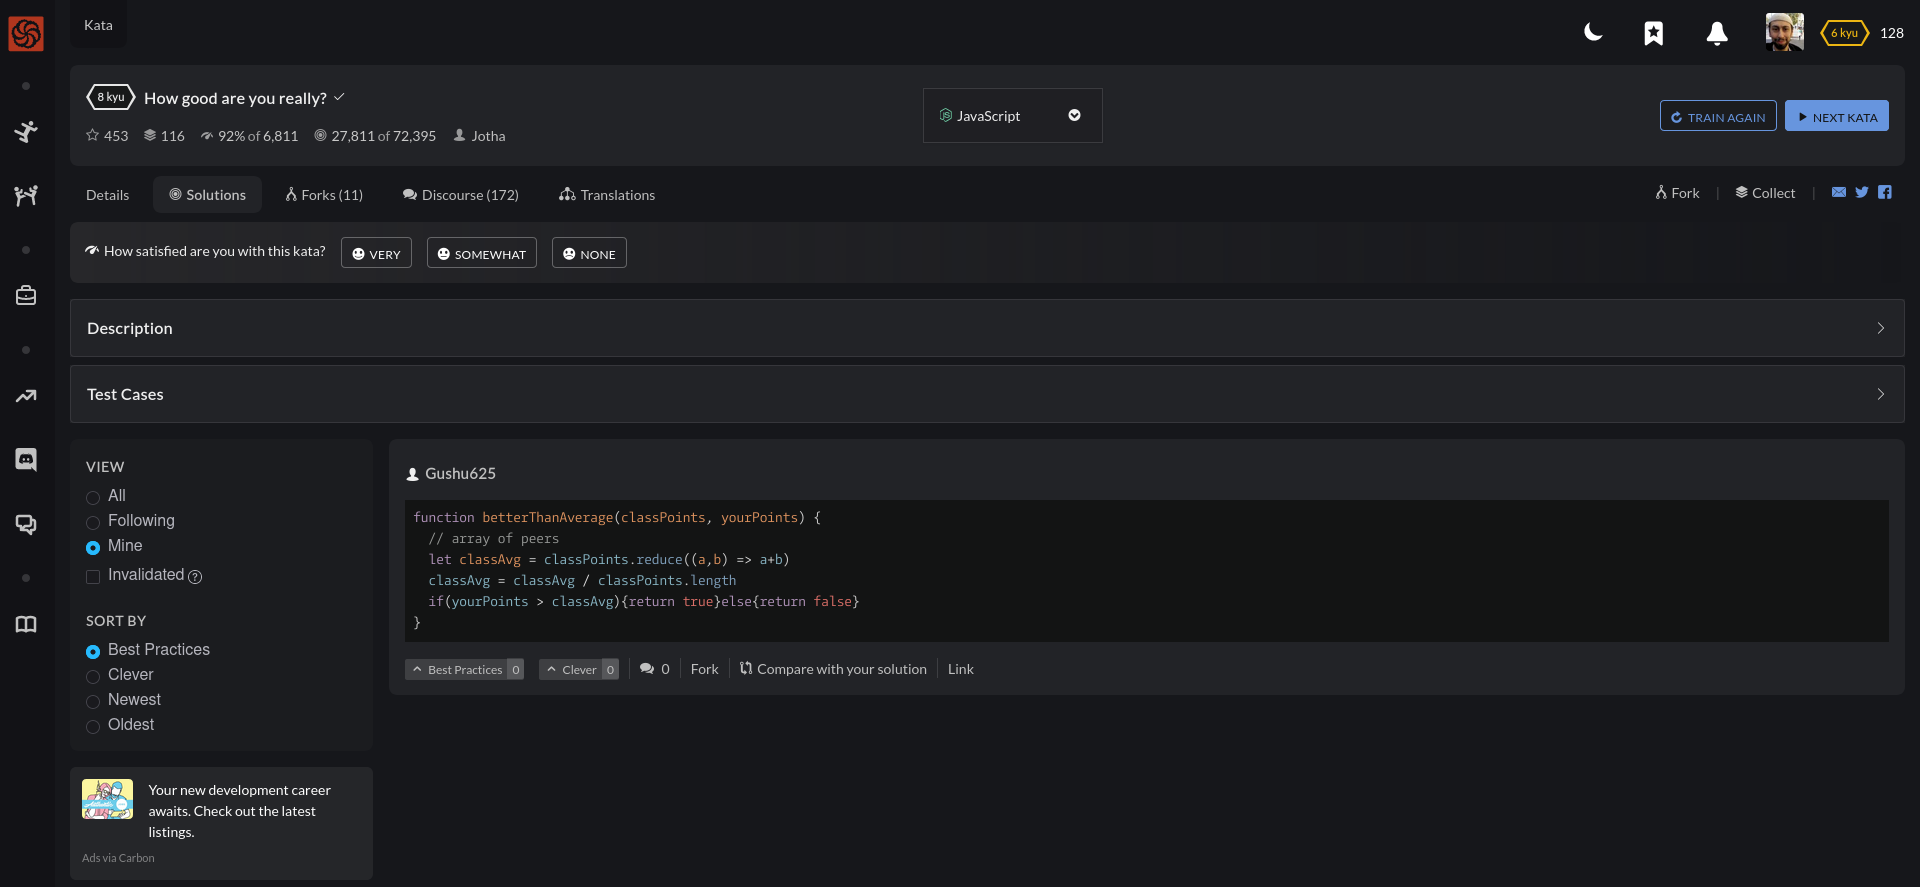 Kata
6 kyu 128
8 kyu How good are you really?
453 116 92% of 6,811 27,811 of 72,395 Jotha
JavaScript
TRAIN AGAIN NEXT KATA
Details Solutions Forks (11) Discourse (172) Translations
Fork | Collect |
How satisfied are you with this kata? VERY SOMEWHAT NONE
Description
Test Cases
VIEW
All
Following
Mine
Invalidated ?
SORT BY
Best Practices
Clever
Newest
Oldest
Your new development career
awaits. Check out the latest
listings.
Ads via Carbon
Gushu625
function betterThanAverage(classPoints, yourPoints) {
  // array of peers
  let classAvg = classPoints.reduce((a,b) => a+b)
  classAvg = classAvg / classPoints.length
  if(yourPoints > classAvg){return true}else{return false}
}
Best Practices 0 Clever 0 0 Fork Compare with your solution Link